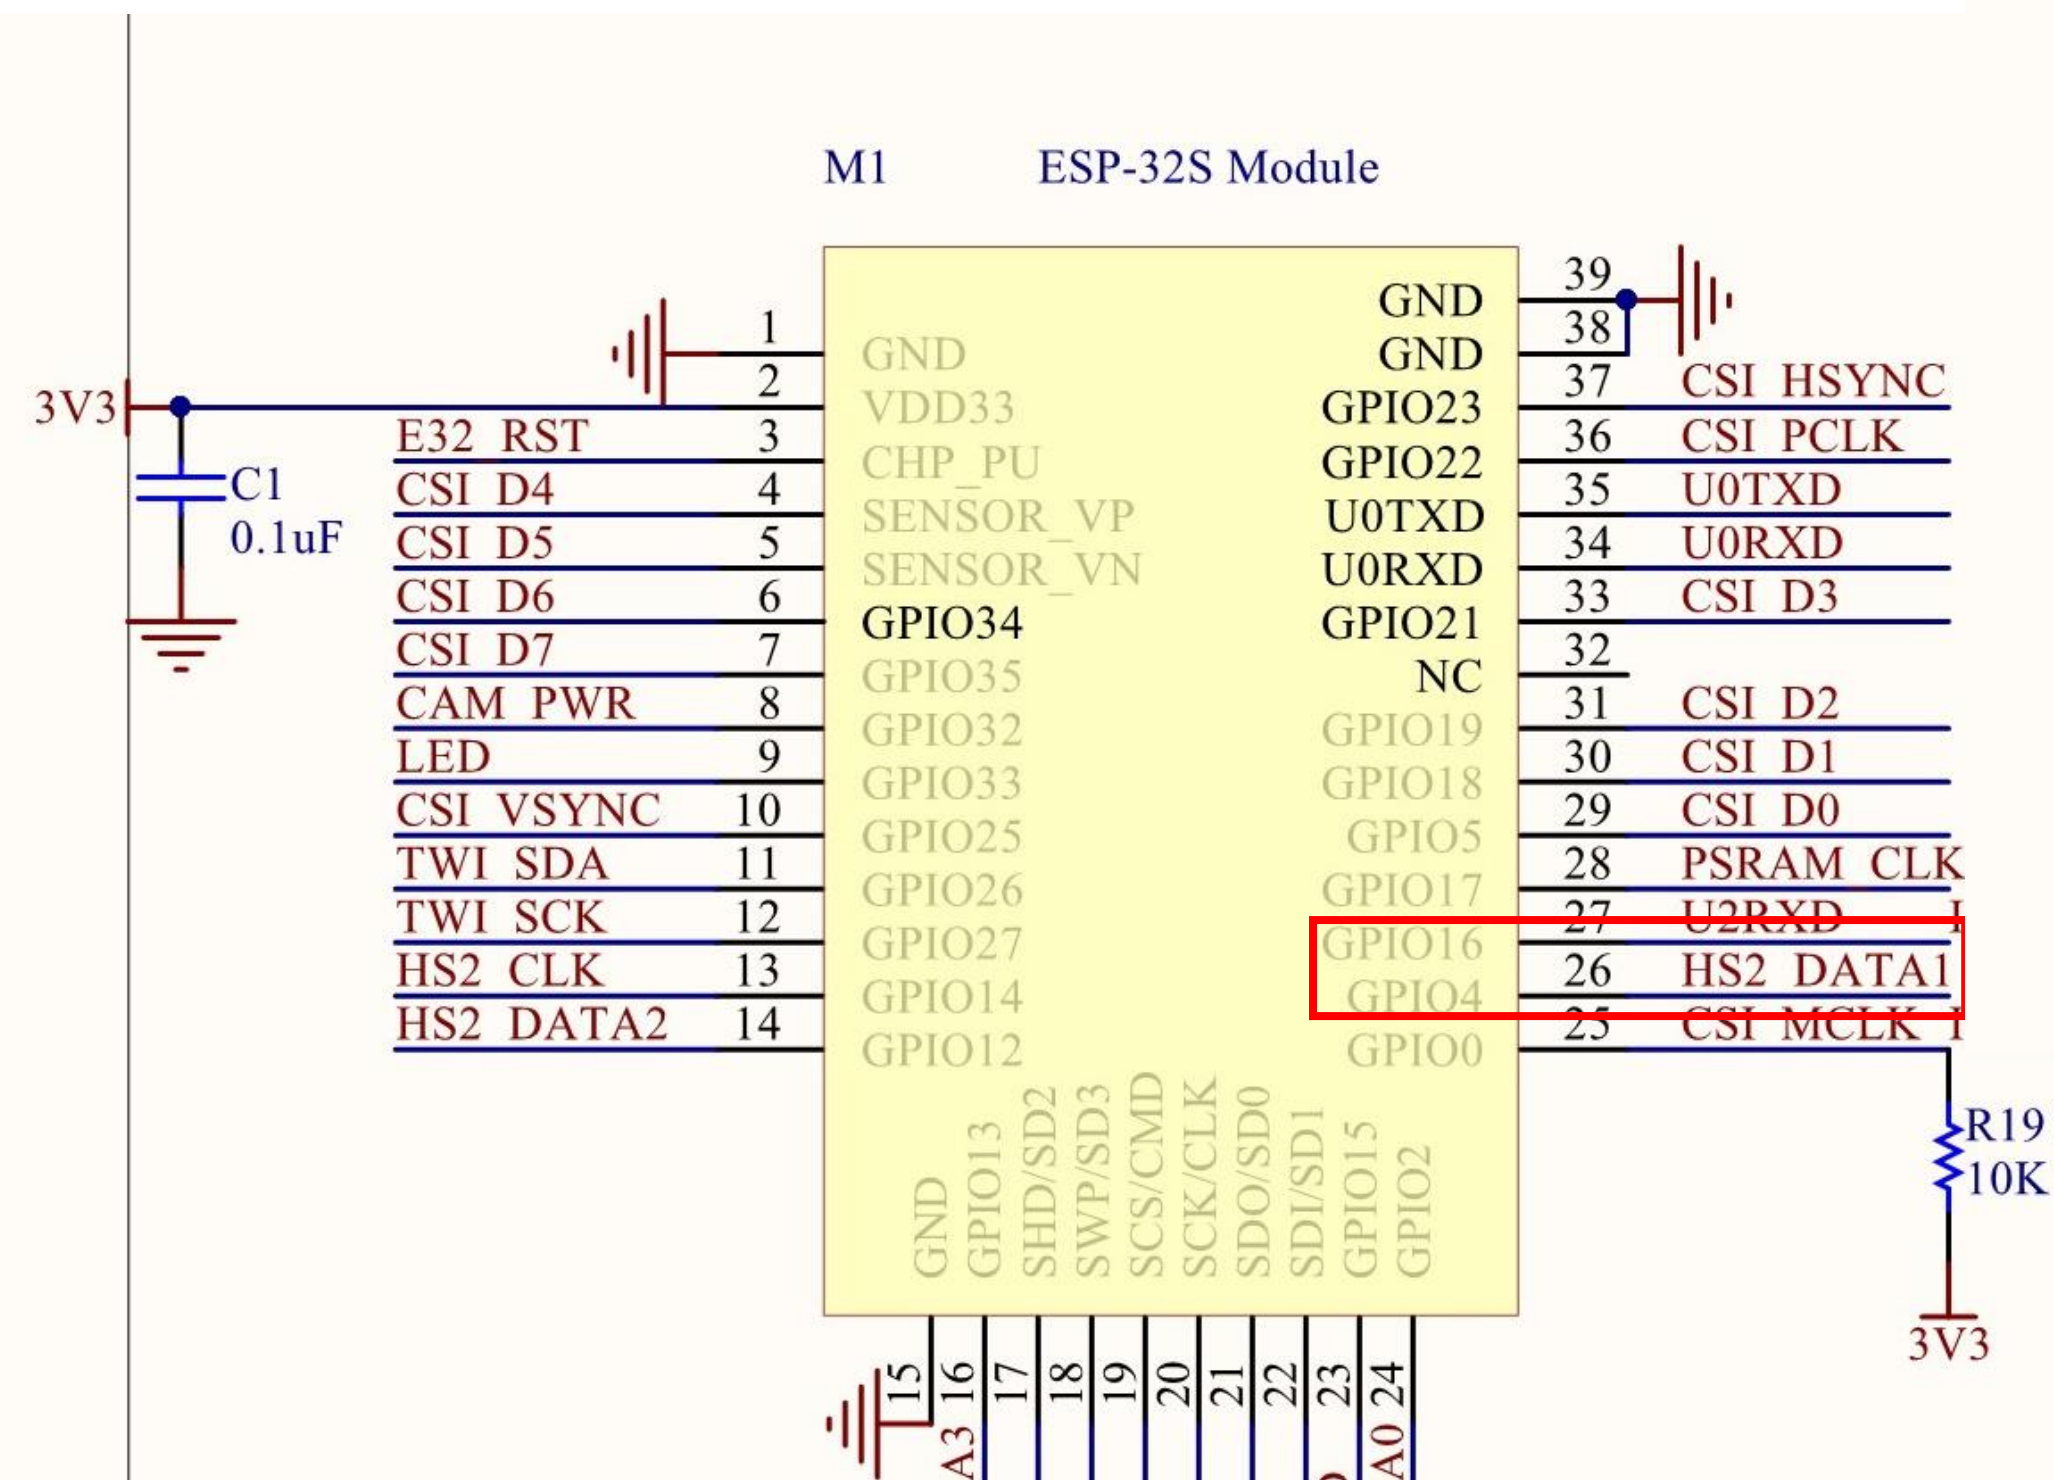 M1 ESP-32S Module
3V3
C1
0.1uF
E32 RST
CSI D4
CSI D5
CSI D6
CSI D7
CAM PWR
LED
CSI VSYNC
TWI SDA
TWI SCK
HS2 CLK
HS2 DATA2
1
2
3
4
5
6
7
8
9
10
11
12
13
14
GND
VDD33
CHP_PU
SENSOR_VP
SENSOR_VN
GPIO34
GPIO35
GPIO32
GPIO33
GPIO25
GPIO26
GPIO27
GPIO14
GPIO12
GND
GND
GPIO23
GPIO22
U0TXD
U0RXD
GPIO21
NC
GPIO19
GPIO18
GPIO5
GPIO17
GPIO16
GPIO4
GPIO0
39
38
37
36
35
34
33
32
31
30
29
28
27
26
25
CSI HSYNC
CSI PCLK
U0TXD
U0RXD
CSI D3
CSI D2
CSI D1
CSI D0
PSRAM CLK
U2RXD
HS2 DATA1
CSI MCLK
R19
10K
3V3
GND
GPIO13
SHD/SD2
SWP/SD3
SCS/CMD
SCK/CLK
SDO/SD0
SDI/SD1
GPIO15
GPIO2
15
16
17
18
19
20
21
22
23
24
A3
A0